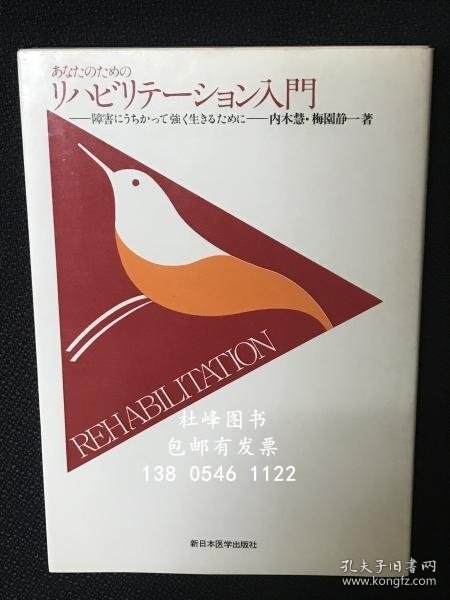 あなたのための
リハビリテーション入門
——障害にうちかって強く生きるために——内木慧・梅園静一著
REHABILITATION
杜峰图书
包邮有发票
138 0546 1122
新日本医学出版社
孔夫子旧书网
www.kongfz.com